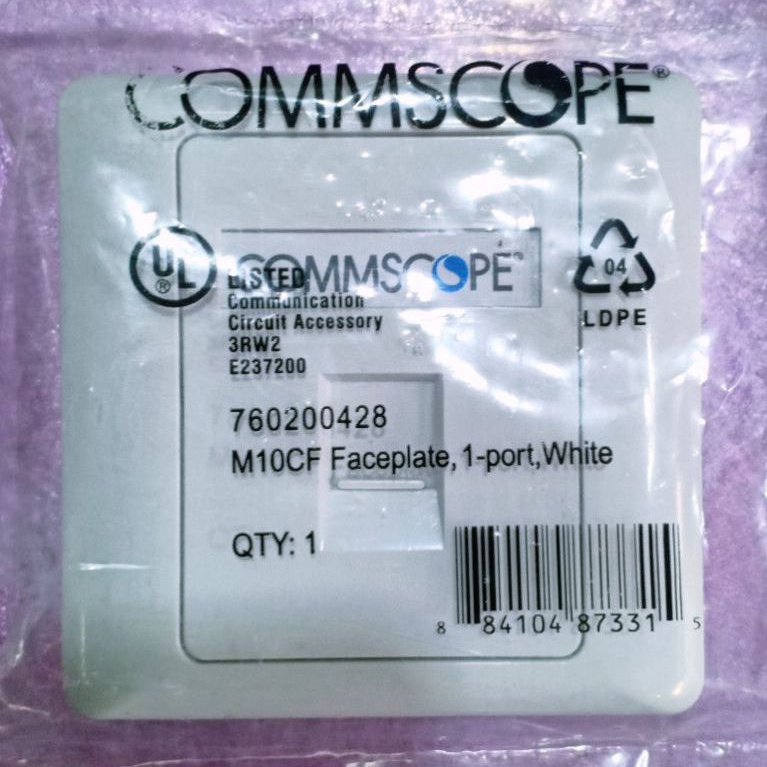 COMMSCOPE®
UL®
LISTED
COMMSCOPE®
04
Communication
Circuit Accessory
LDPE
3RW2
E237200
760200428
M10CF Faceplate, 1-port,White
QTY: 1
8 84104 87331 5